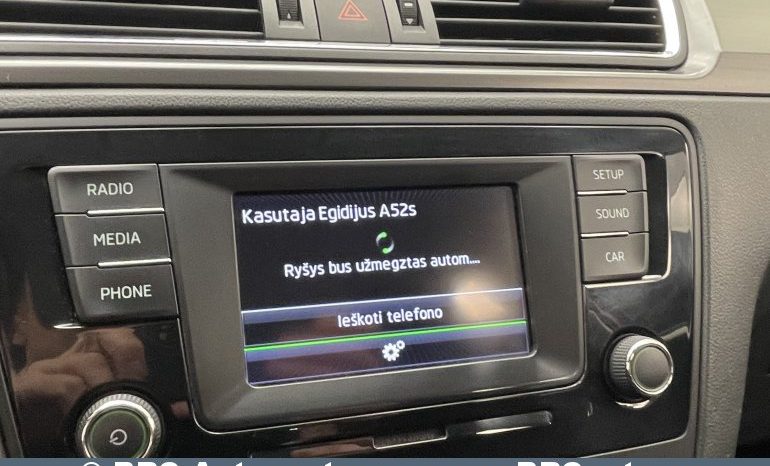 RADIO
MEDIA
PHONE
Kasutaja Egidijus A52s
Ryšys bus užmegztas autom....
Ieškoti telefono
SETUP
SOUND
CAR